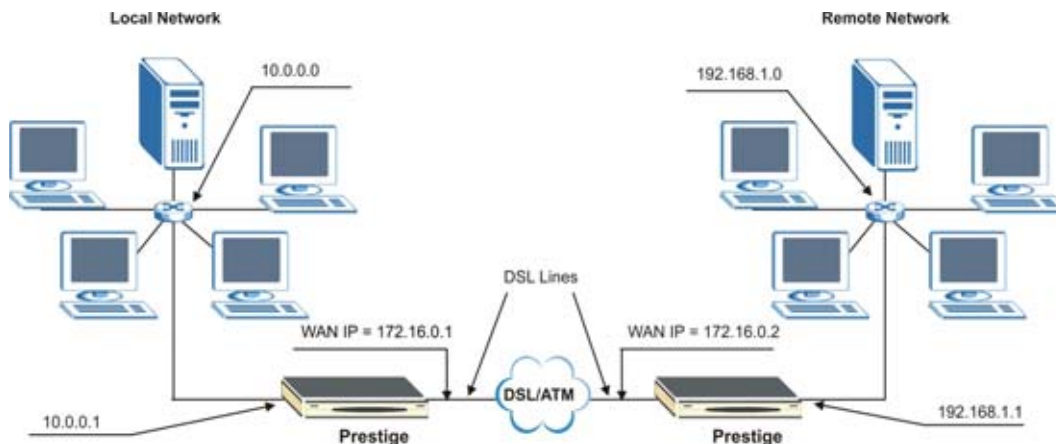 Local Network
Remote Network
10.0.0.0
192.168.1.0
DSL Lines
WAN IP = 172.16.0.1
WAN IP = 172.16.0.2
DSL/ATM
10.0.0.1
192.168.1.1
Prestige
Prestige